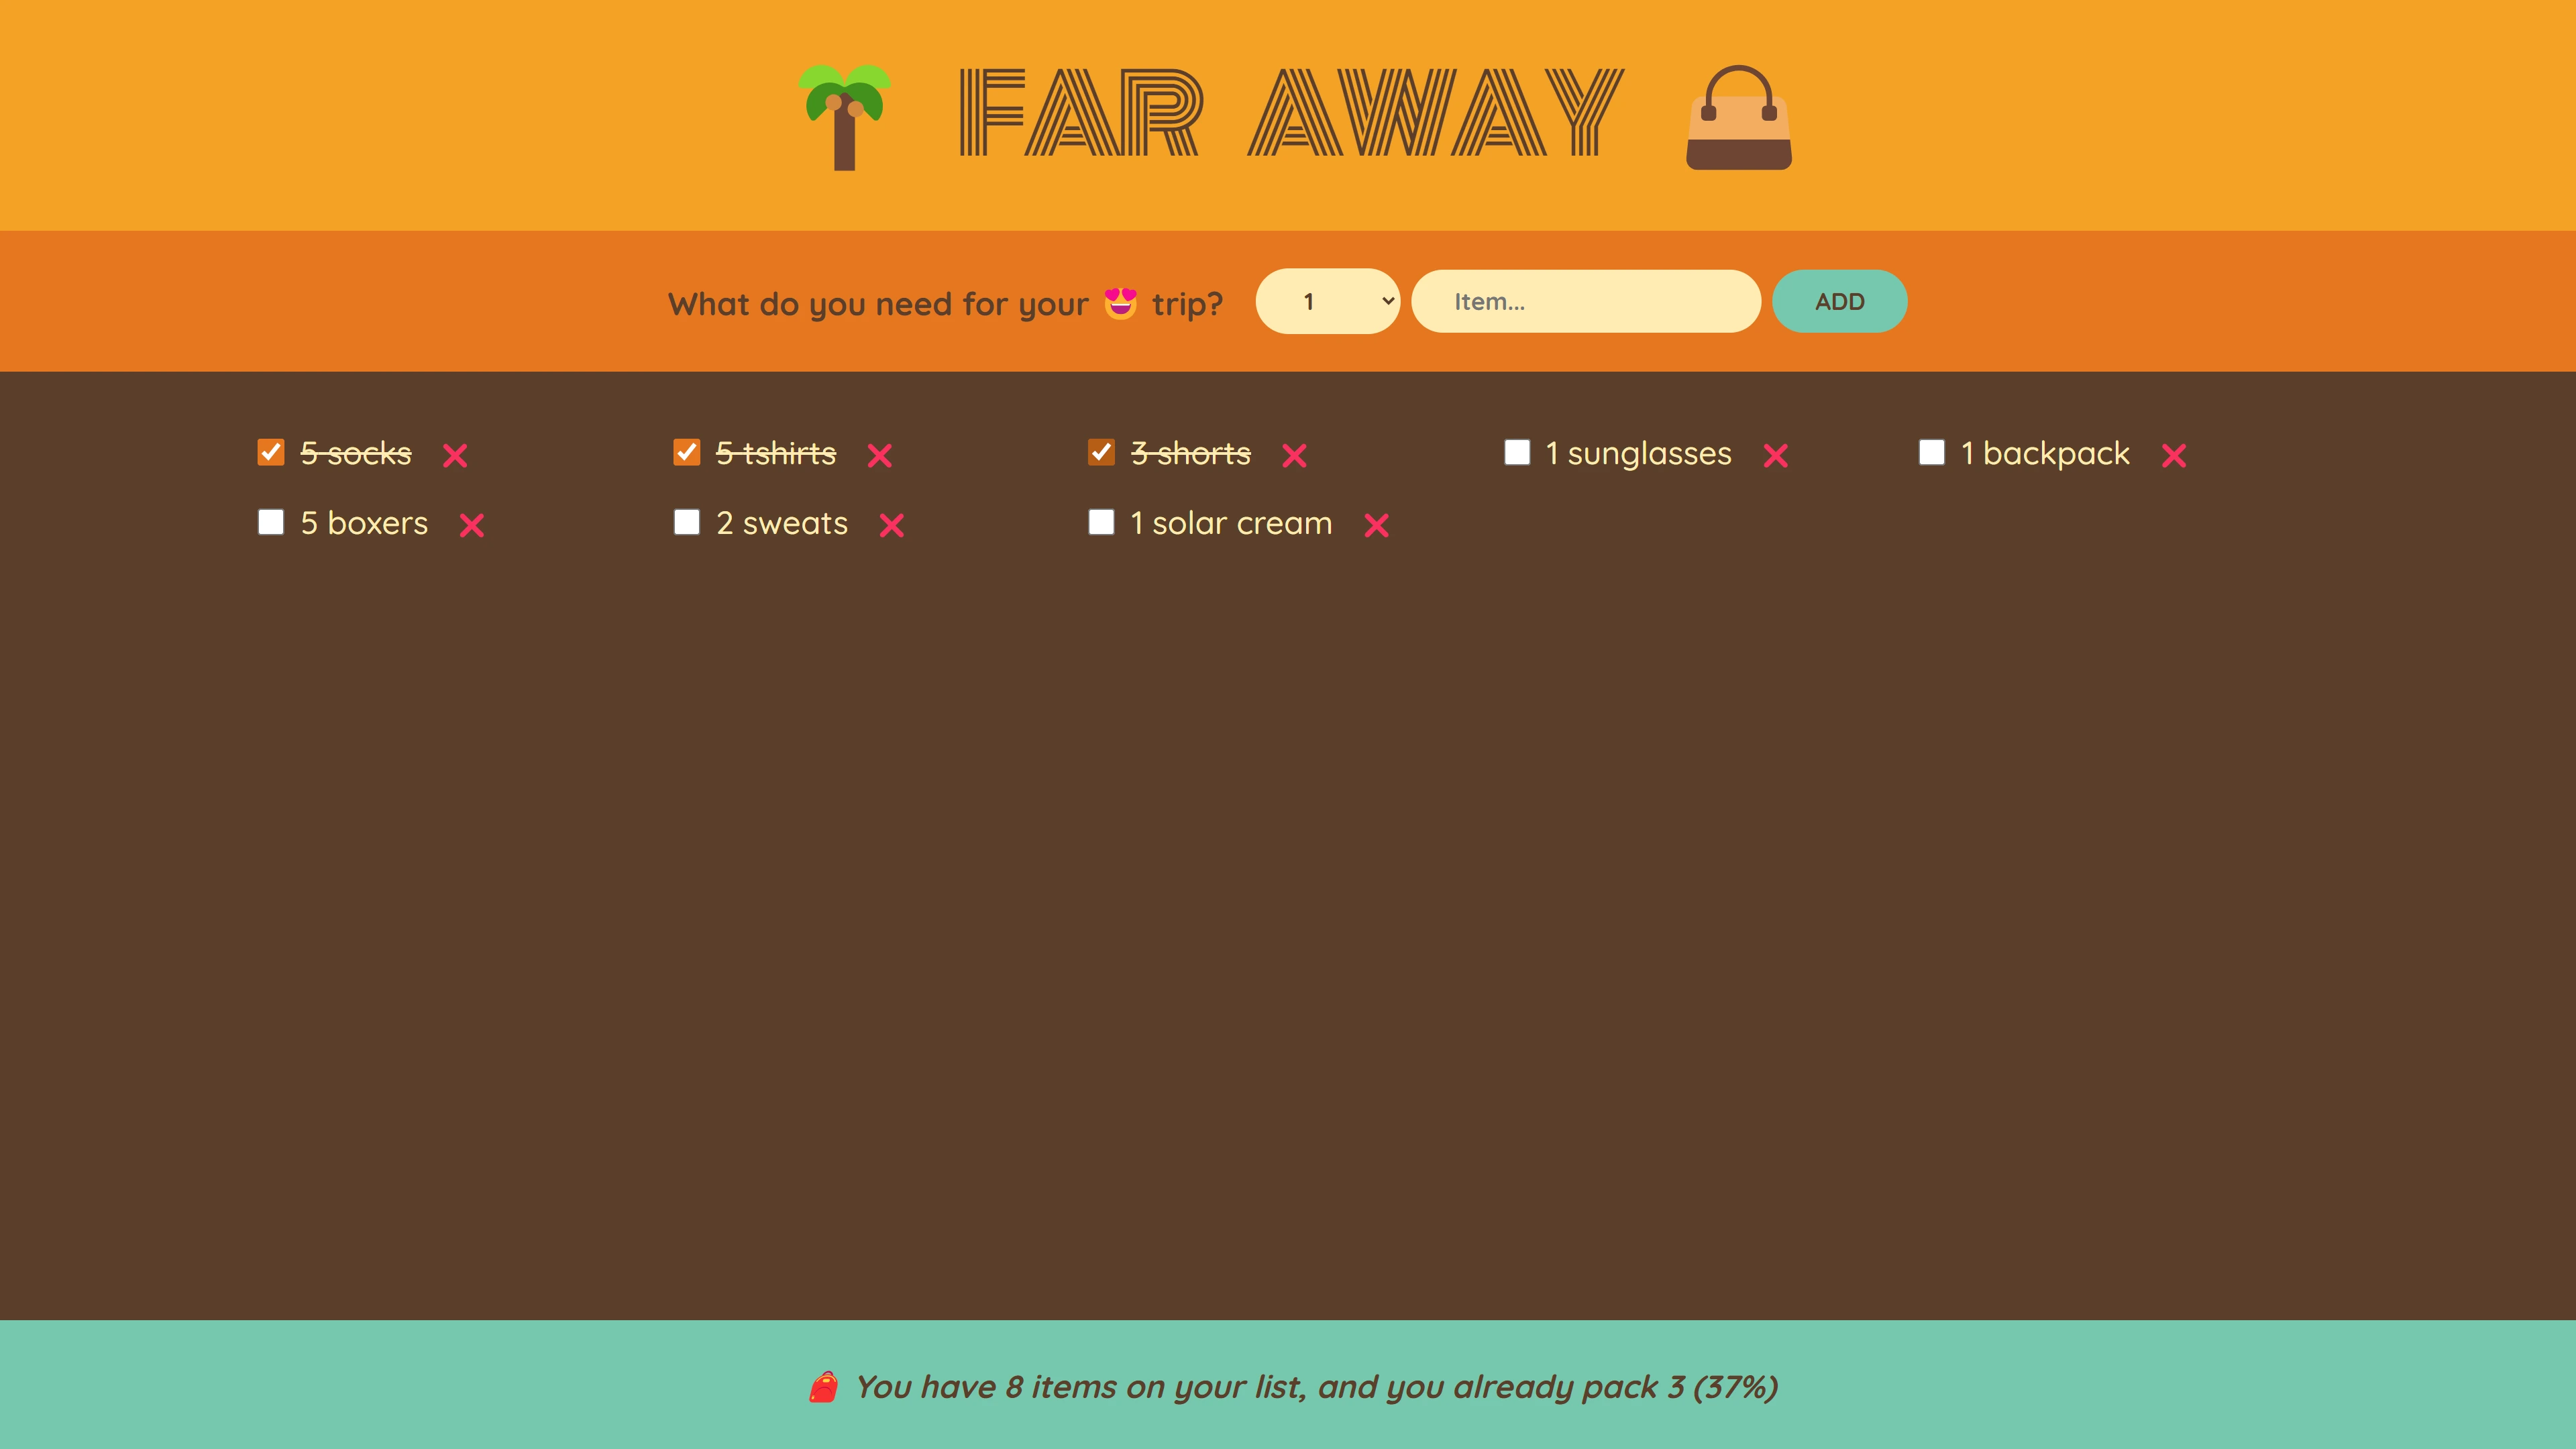 FAR AWAY
What do you need for your 😍 trip? 1 Item... ADD
5 socks ❌ 5 tshirts ❌ 3 shorts ❌ 1 sunglasses ❌ 1 backpack ❌
5 boxers ❌ 2 sweats ❌ 1 solar cream ❌
You have 8 items on your list, and you already pack 3 (37%)